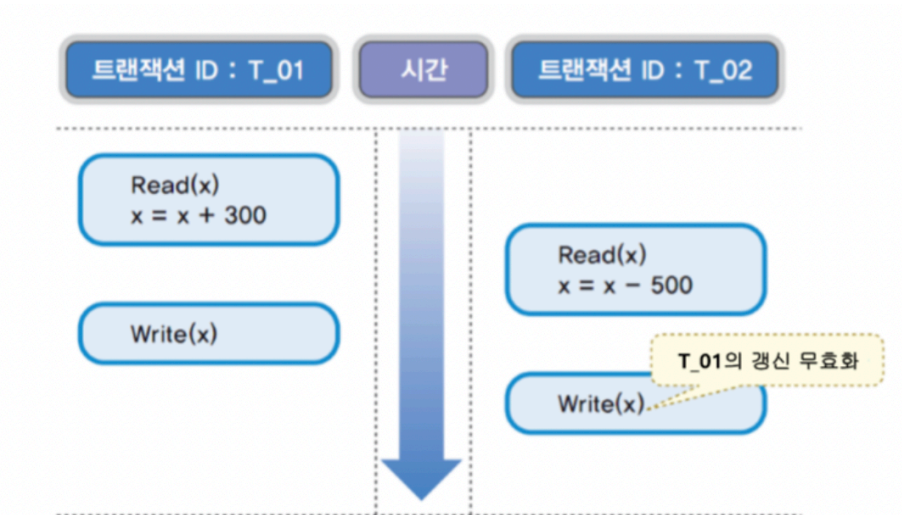 트랜잭션 ID : T_01
시간
트랜잭션 ID : T_02
Read(x)
x = x + 300
Read(x)
x = x - 500
Write(x)
T_01의 갱신 무효화
Write(x)